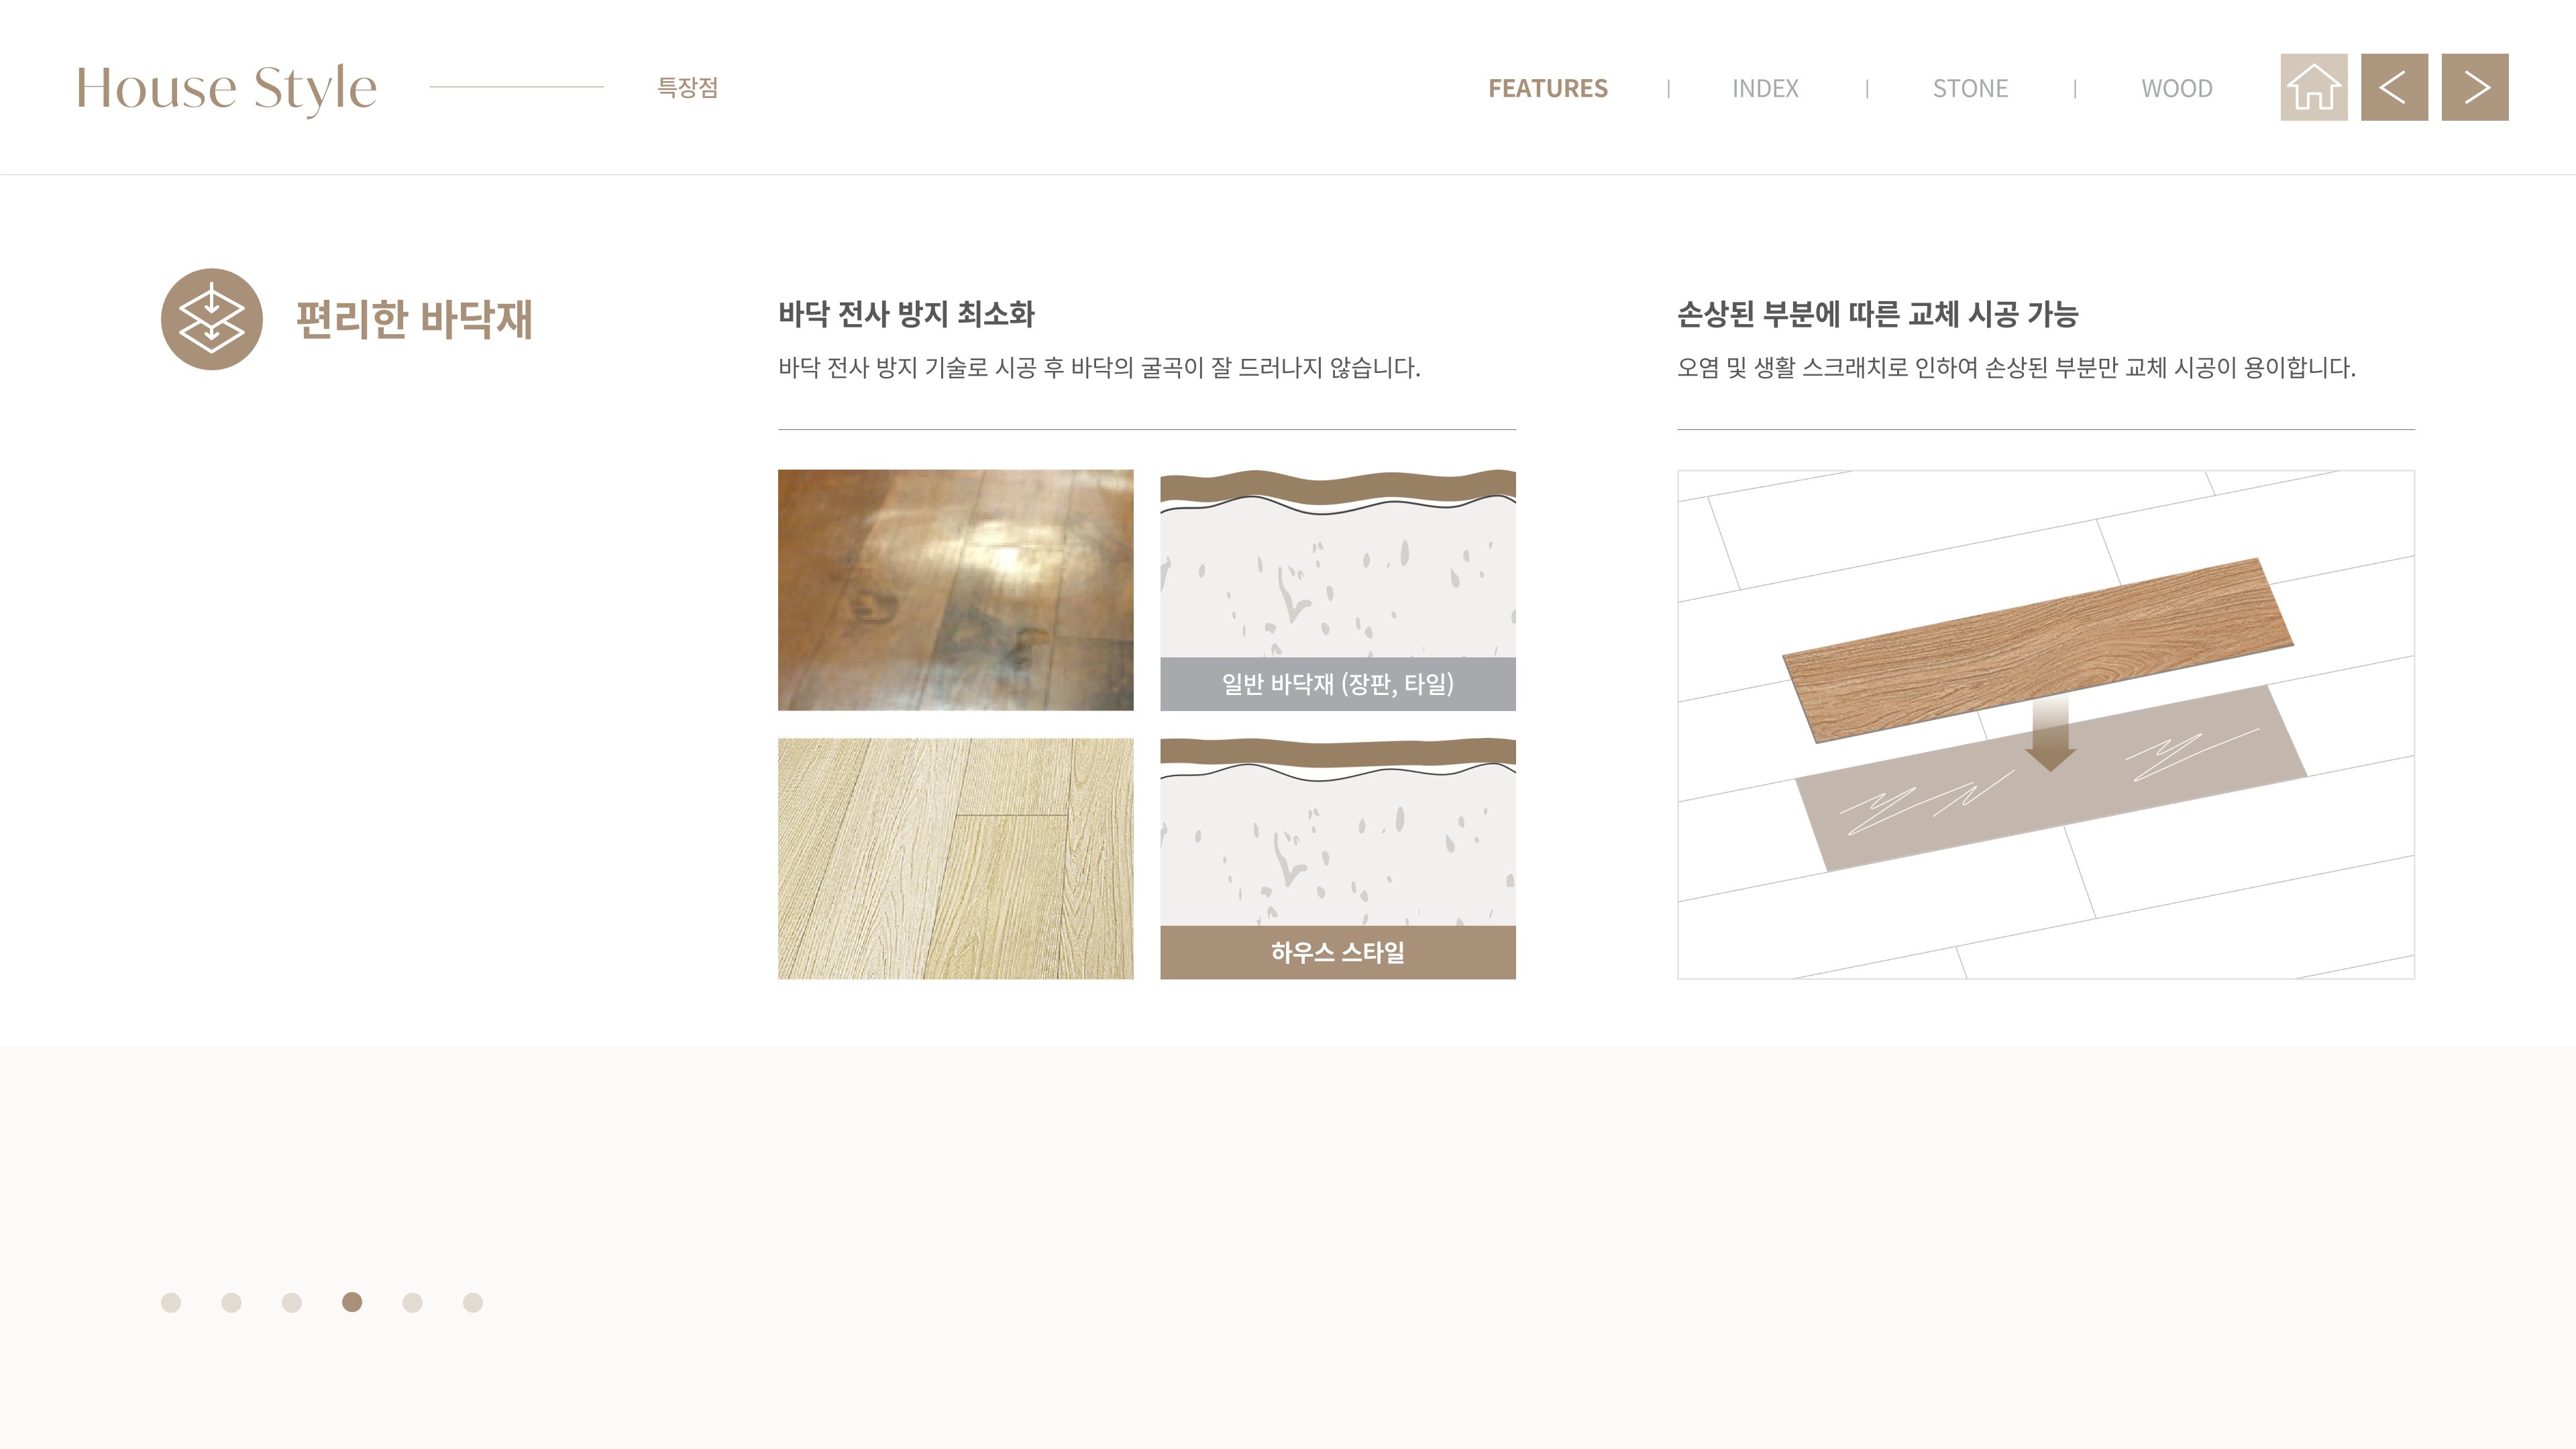 House Style
특장점
FEATURES | INDEX | STONE | WOOD
편리한 바닥재
바닥 전사 방지 최소화
바닥 전사 방지 기술로 시공 후 바닥의 굴곡이 잘 드러나지 않습니다.
일반 바닥재 (장판, 타일)
하우스 스타일
손상된 부분에 따른 교체 시공 가능
오염 및 생활 스크래치로 인하여 손상된 부분만 교체 시공이 용이합니다.